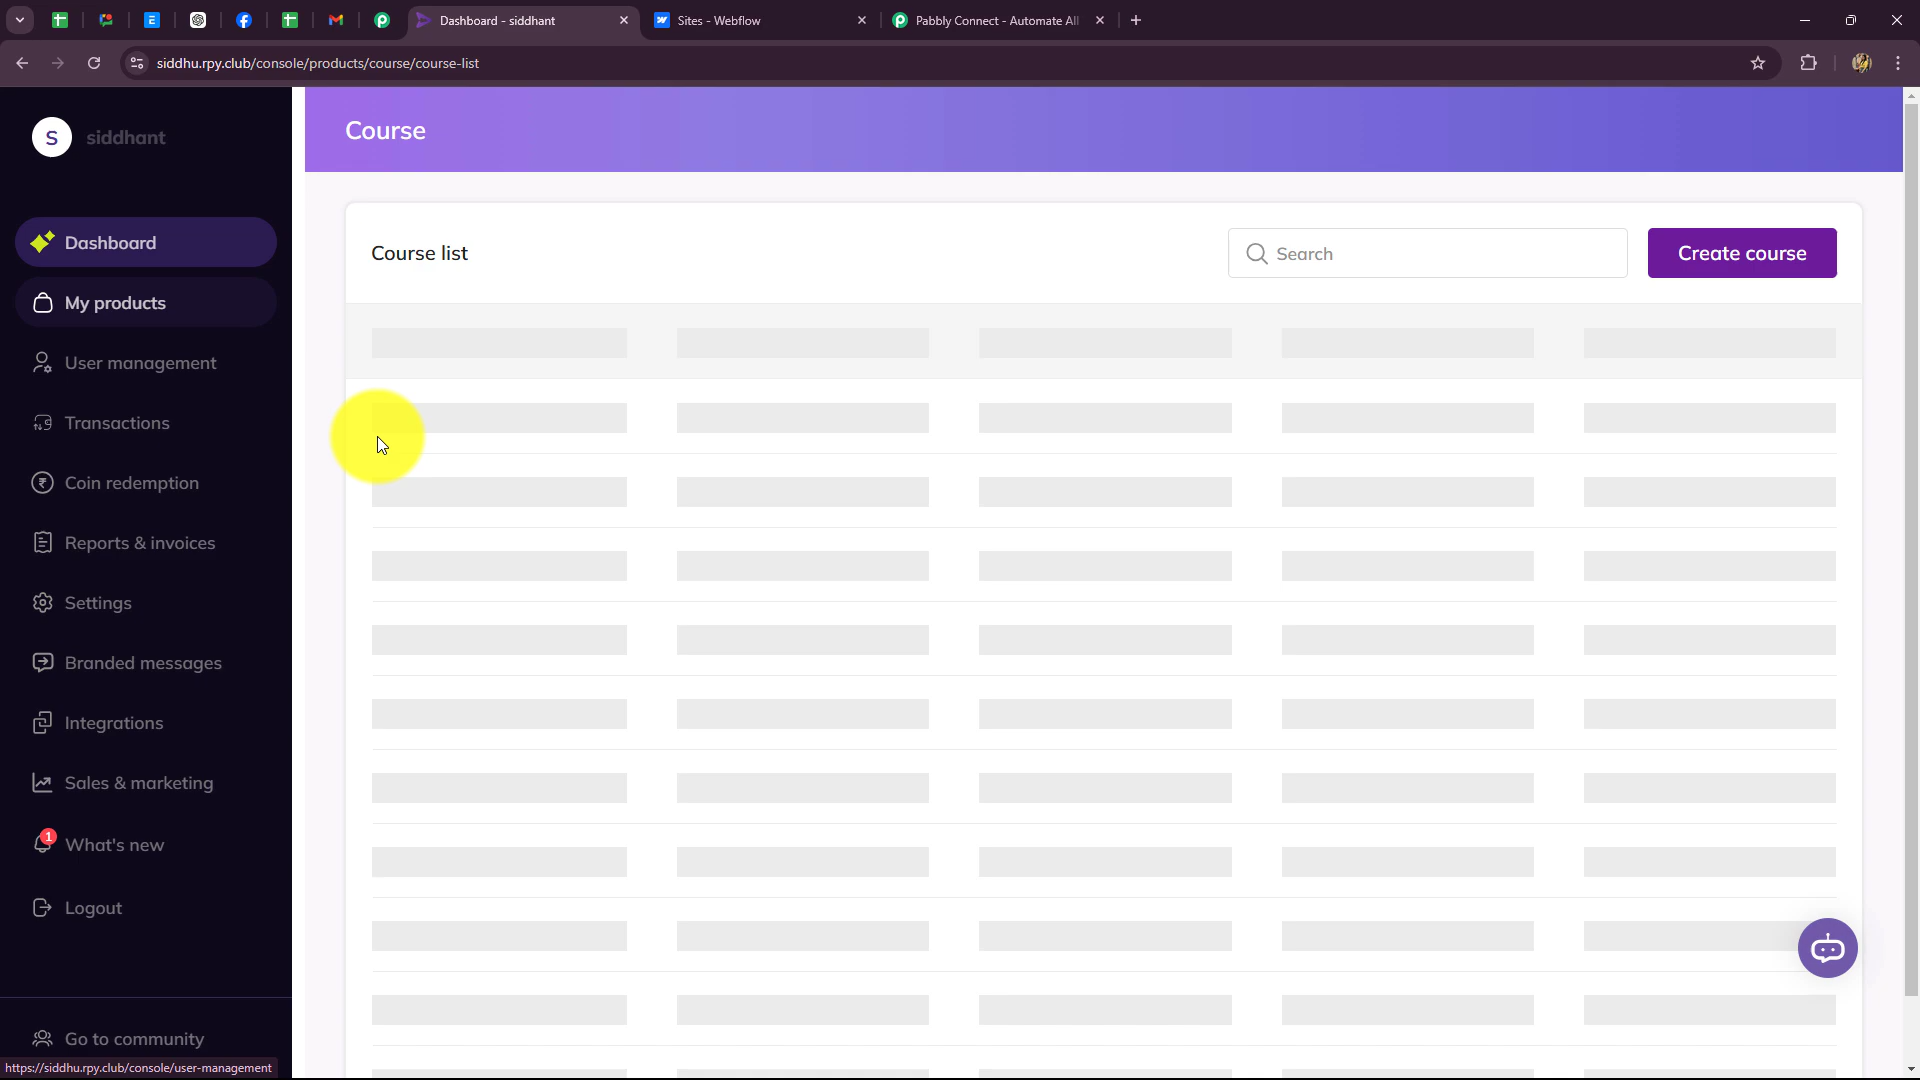 Dashboard - siddhant
Sites - Webflow
Pabbly Connect - Automate All
siddhu.rpy.club/console/products/course/course-list
S siddhant
Dashboard
My products
User management
Transactions
Coin redemption
Reports & invoices
Settings
Branded messages
Integrations
Sales & marketing
1
What's new
Logout
Go to community
https://siddhu.rpy.club/console/user-management
Course
Course list
Search
Create course